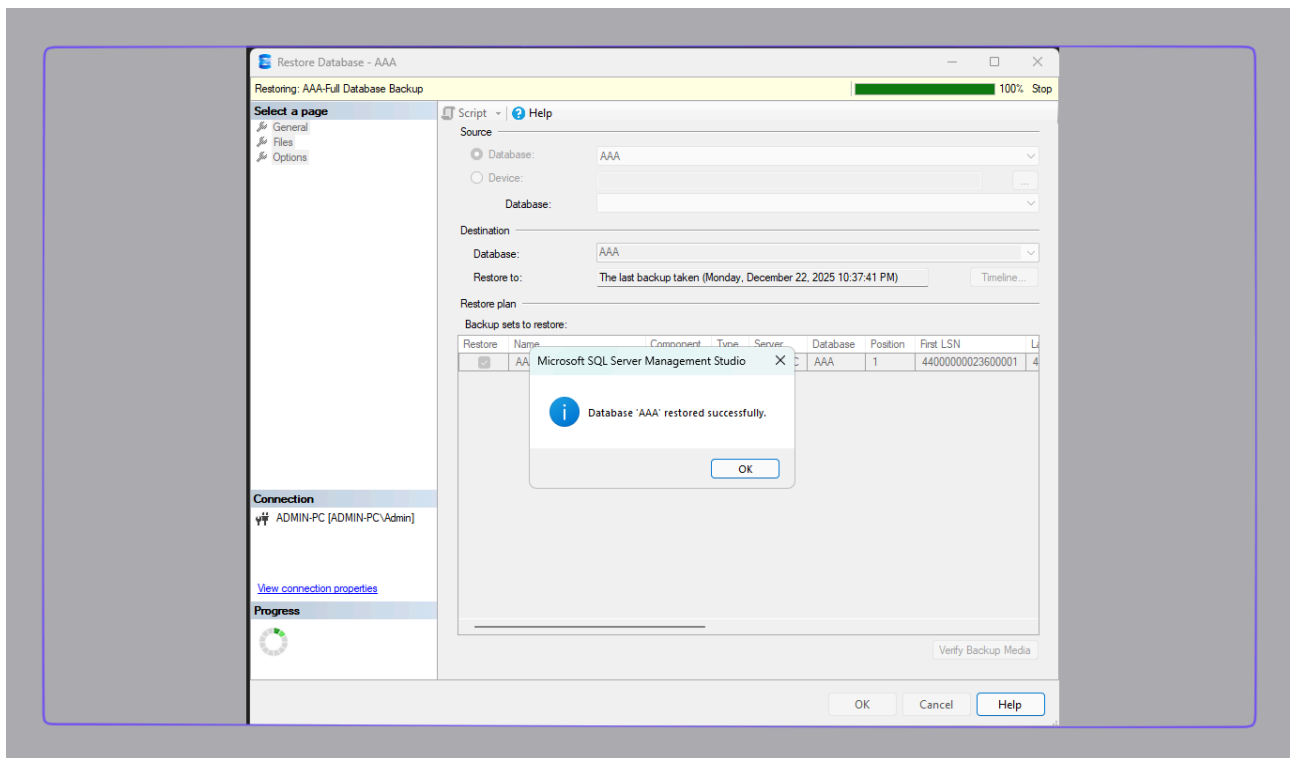 Restore Database - AAA
Restoring: AAA-Full Database Backup
100%
Stop
Select a page
General
Files
Options
Script
Help
Source
Database:
AAA
Device:
...
Database:
Destination
Database:
AAA
Restore to:
The last backup taken (Monday, December 22, 2025 10:37:41 PM)
Timeline...
Restore plan
Backup sets to restore:
Restore Name Component Type Server Database Position First LSN
AAA 1 44000000023600001
Microsoft SQL Server Management Studio
Database 'AAA' restored successfully.
OK
Connection
ADMIN-PC [ADMIN-PC\Admin]
View connection properties
Progress
Verify Backup Media
OK
Cancel
Help